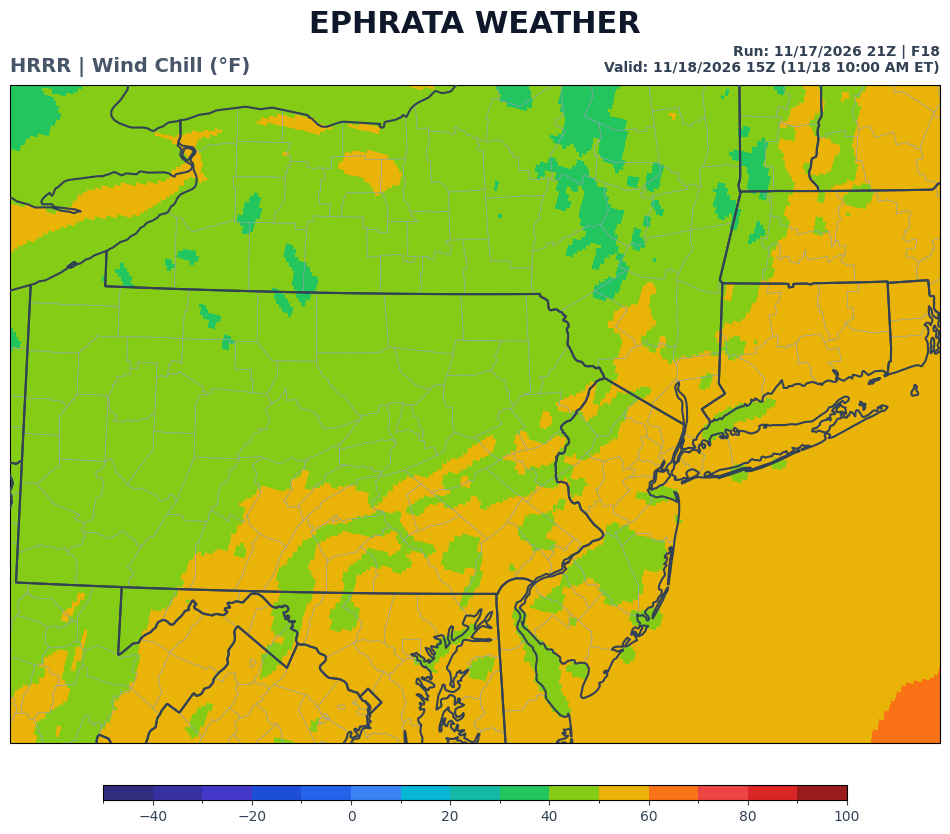 EPHRATA WEATHER
HRRR | Wind Chill (°F)
Run: 11/17/2026 21Z | F18
Valid: 11/18/2026 15Z (11/18 10:00 AM ET)
−40 −20 0 20 40 60 80 100